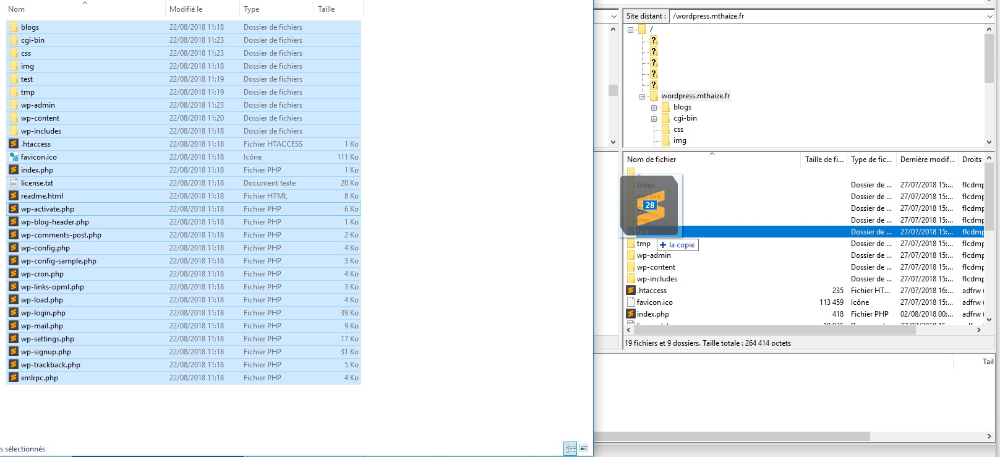 Nom Modifié le Type Taille
blogs 22/08/2018 11:18 Dossier de fichiers
cgi-bin 22/08/2018 11:23 Dossier de fichiers
css 22/08/2018 11:23 Dossier de fichiers
img 22/08/2018 11:18 Dossier de fichiers
test 22/08/2018 11:19 Dossier de fichiers
tmp 22/08/2018 11:19 Dossier de fichiers
wp-admin 22/08/2018 11:23 Dossier de fichiers
wp-content 22/08/2018 11:20 Dossier de fichiers
wp-includes 22/08/2018 11:18 Dossier de fichiers
.htaccess 22/08/2018 11:18 Fichier HTACCESS 1 Ko
favicon.ico 22/08/2018 11:18 Icône 111 Ko
index.php 22/08/2018 11:18 Fichier PHP 1 Ko
license.txt 22/08/2018 11:18 Document texte 20 Ko
readme.html 22/08/2018 11:18 Fichier HTML 8 Ko
wp-activate.php 22/08/2018 11:18 Fichier PHP 6 Ko
wp-blog-header.php 22/08/2018 11:18 Fichier PHP 1 Ko
wp-comments-post.php 22/08/2018 11:18 Fichier PHP 2 Ko
wp-config.php 22/08/2018 11:18 Fichier PHP 4 Ko
wp-config-sample.php 22/08/2018 11:18 Fichier PHP 3 Ko
wp-cron.php 22/08/2018 11:18 Fichier PHP 4 Ko
wp-links-opml.php 22/08/2018 11:18 Fichier PHP 3 Ko
wp-load.php 22/08/2018 11:18 Fichier PHP 4 Ko
wp-login.php 22/08/2018 11:18 Fichier PHP 39 Ko
wp-mail.php 22/08/2018 11:18 Fichier PHP 9 Ko
wp-settings.php 22/08/2018 11:18 Fichier PHP 17 Ko
wp-signup.php 22/08/2018 11:18 Fichier PHP 31 Ko
wp-trackback.php 22/08/2018 11:18 Fichier PHP 5 Ko
xmlrpc.php 22/08/2018 11:18 Fichier PHP 4 Ko
s sélectionnés
Site distant : /wordpress.mthaize.fr
/
?
?
?
?
?
wordpress.mthaize.fr
blogs
cgi-bin
css
img
Nom de fichier Taille de fi... Type de fic... Dernière modif... Droits
..
blogs Dossier de ... 27/07/2018 15:... flcdmp
cgi-bin Dossier de ... 27/07/2018 15:... flcdmp
28 Dossier de ... 27/07/2018 15:... flcdmp
img Dossier de ... 27/07/2018 15:... flcdmp
test Dossier de ... 27/07/2018 15:... flcdmp
tmp + la copie Dossier de ... 27/07/2018 15:... flcdmp
wp-admin Dossier de ... 27/07/2018 15:... flcdmp
wp-content Dossier de ... 27/07/2018 15:... flcdmp
wp-includes Dossier de ... 27/07/2018 15:... flcdmp
.htaccess 235 Fichier HT... 27/07/2018 16:... adfrw (
favicon.ico 113 459 Icône 27/07/2018 15:... adfrw (
index.php 418 Fichier PHP 02/08/2018 00:... adfrw (
19 fichiers et 9 dossiers. Taille totale : 264 414 octets
Tail